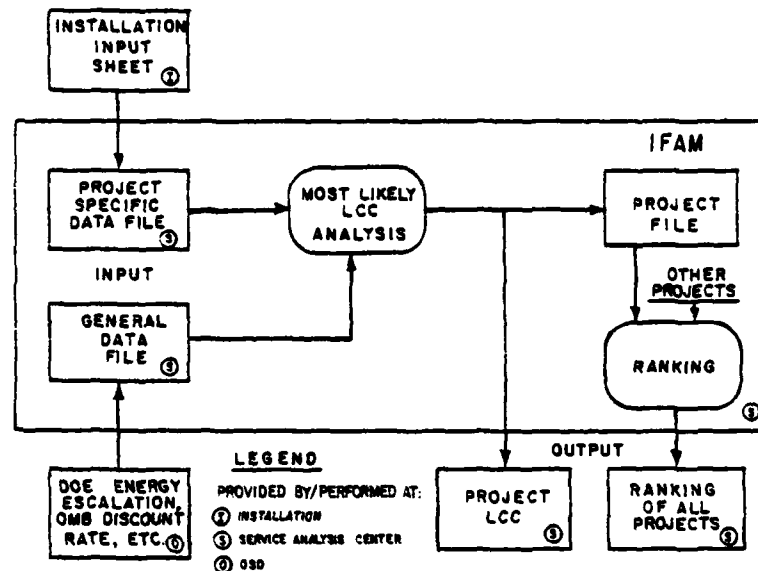 INSTALLATION
INPUT
SHEET Ⓘ
IFAM
PROJECT
SPECIFIC
DATA FILE Ⓢ
MOST LIKELY
LCC
ANALYSIS
PROJECT
FILE
INPUT
OTHER
PROJECTS
GENERAL
DATA
FILE Ⓢ
RANKING
Ⓢ
OUTPUT
DOE ENERGY
ESCALATION,
OMB DISCOUNT
RATE, ETC. Ⓞ
LEGEND
PROVIDED BY/PERFORMED AT:
Ⓘ INSTALLATION
Ⓢ SERVICE ANALYSIS CENTER
Ⓞ OSD
PROJECT
LCC Ⓢ
RANKING
OF ALL
PROJECTS Ⓢ